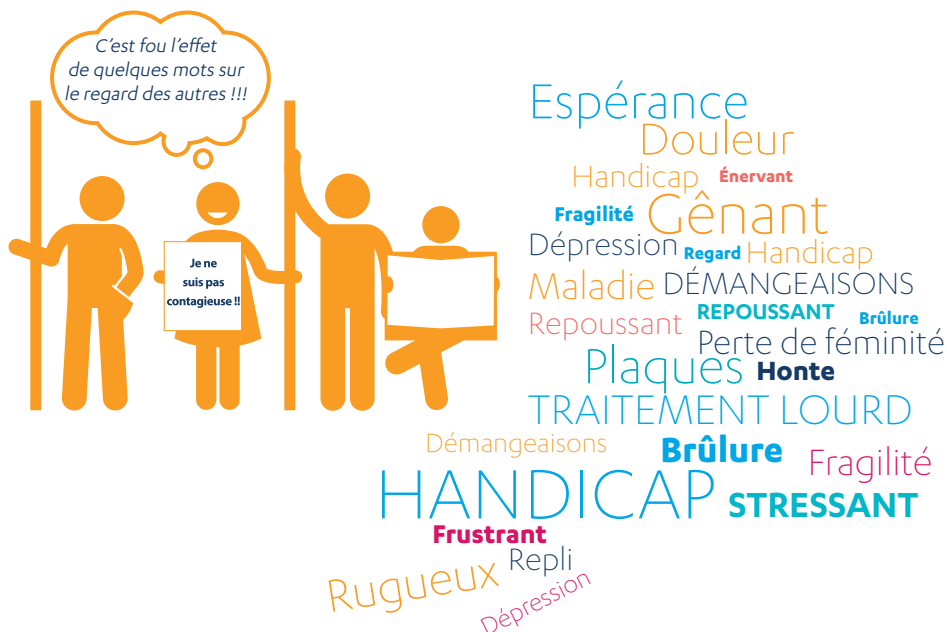 C'est fou l'effet
de quelques mots sur
le regard des autres !!!
Je ne
suis pas
contagieuse !!
Espérance
Douleur
Handicap Énervant
Fragilité Gênant
Dépression Regard Handicap
Maladie DÉMANGEAISONS
Repoussant REPOUSSANT Brûlure
Perte de féminité
Plaques Honte
TRAITEMENT LOURD
Démangeaisons Brûlure Fragilité
HANDICAP STRESSANT
Frustrant
Repli
Rugueux
Dépression